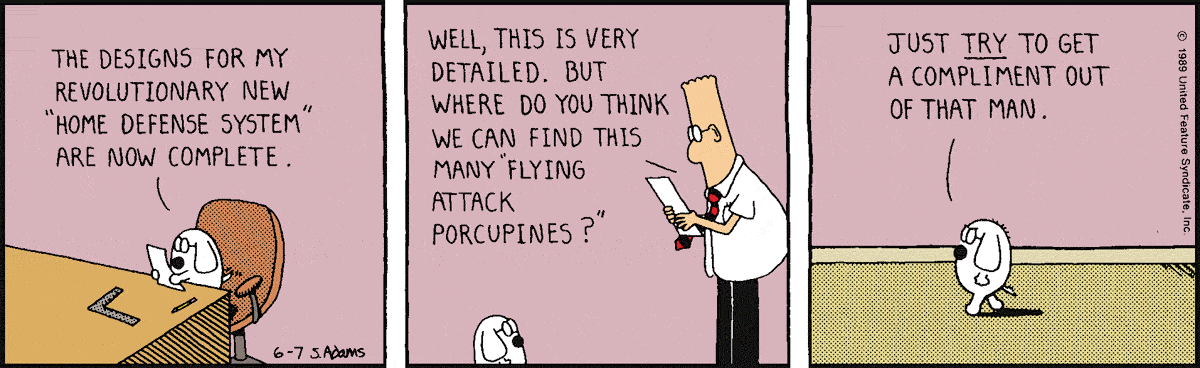 THE DESIGNS FOR MY
REVOLUTIONARY NEW
"HOME DEFENSE SYSTEM"
ARE NOW COMPLETE.
6-7 S.Adams
WELL, THIS IS VERY
DETAILED. BUT
WHERE DO YOU THINK
WE CAN FIND THIS
MANY "FLYING
ATTACK
PORCUPINES?"
JUST TRY TO GET
A COMPLIMENT OUT
OF THAT MAN.
© 1989 United Feature Syndicate, Inc.